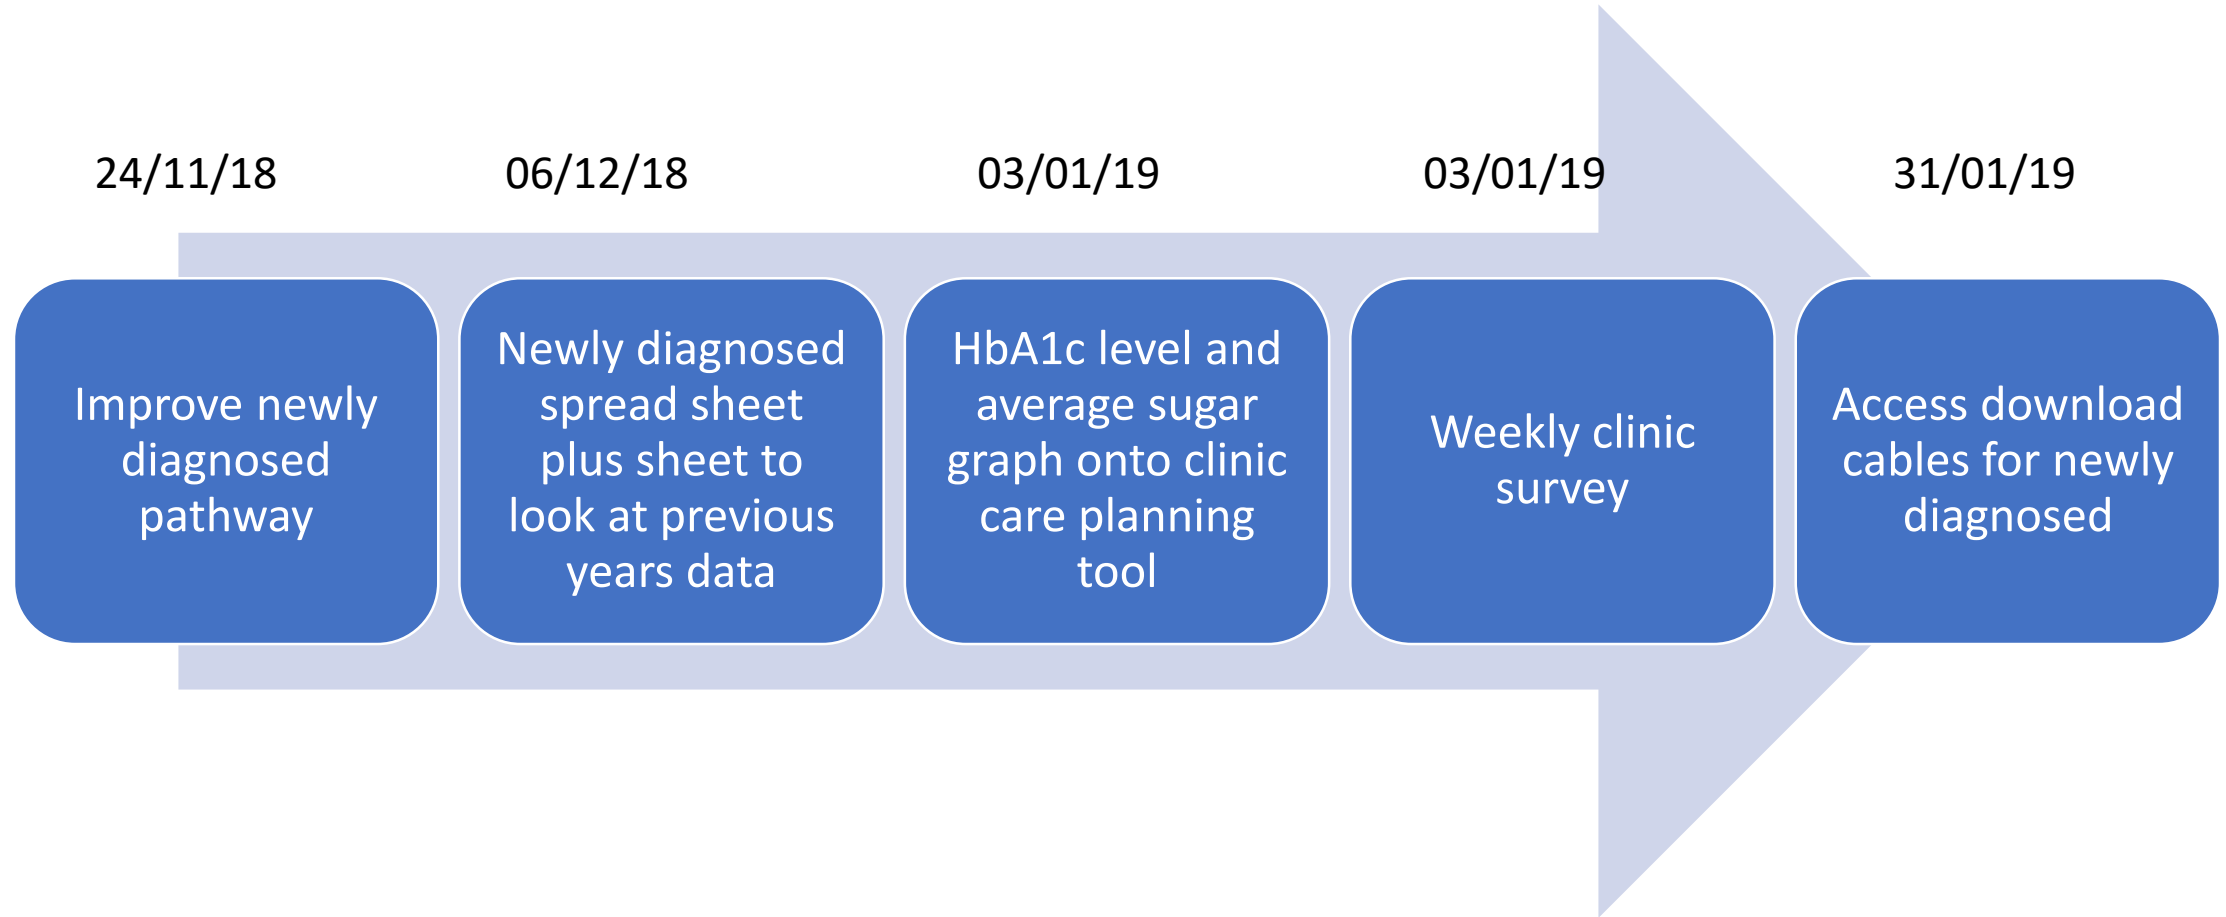 24/11/18
06/12/18
03/01/19
03/01/19
31/01/19
Improve newly
diagnosed
pathway
Newly diagnosed
spread sheet
plus sheet to
look at previous
years data
HbA1c level and
average sugar
graph onto clinic
care planning
tool
Weekly clinic
survey
Access download
cables for newly
diagnosed